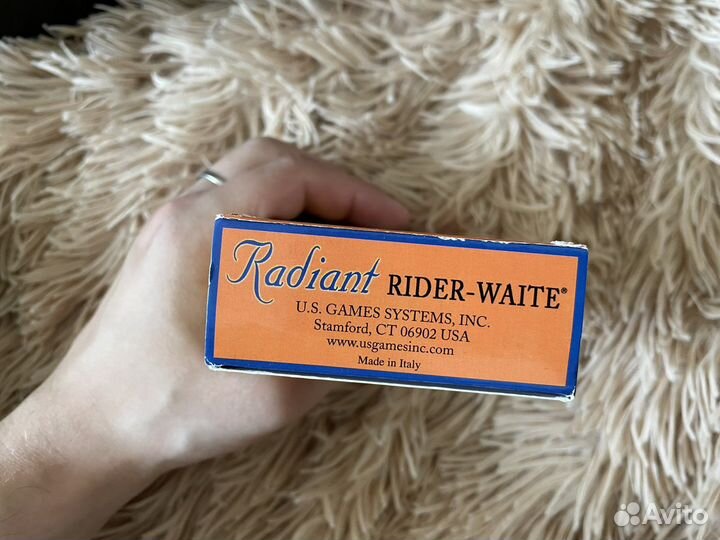 Radiant RIDER-WAITE®
U.S. GAMES SYSTEMS, INC.
Stamford, CT 06902 USA
www.usgamesinc.com
Made in Italy
Avito